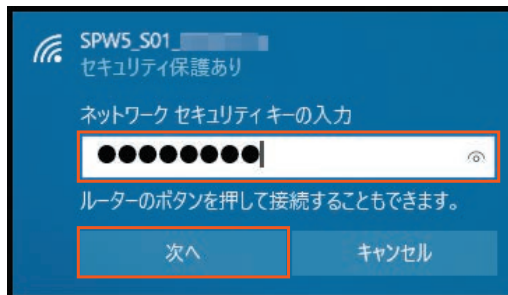 SPW5_S01_
セキュリティ保護あり
ネットワーク セキュリティ キーの入力
●●●●●●●●
ルーターのボタンを押して接続することもできます。
次へ
キャンセル